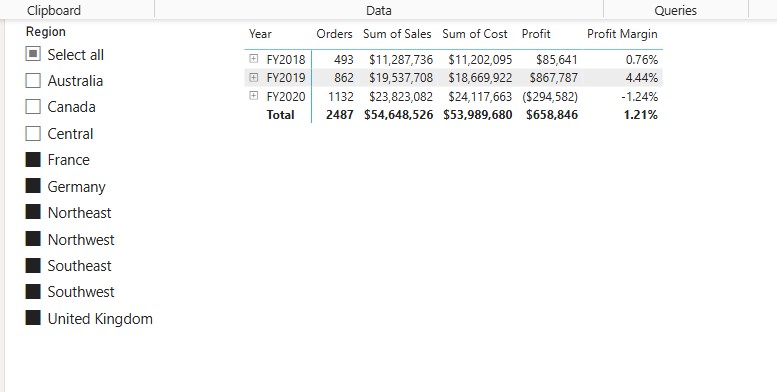 Clipboard Data Queries
Region
Select all
Australia
Canada
Central
France
Germany
Northeast
Northwest
Southeast
Southwest
United Kingdom
Year Orders Sum of Sales Sum of Cost Profit Profit Margin
FY2018 493 $11,287,736 $11,202,095 $85,641 0.76%
FY2019 862 $19,537,708 $18,669,922 $867,787 4.44%
FY2020 1132 $23,823,082 $24,117,663 ($294,582) -1.24%
Total 2487 $54,648,526 $53,989,680 $658,846 1.21%